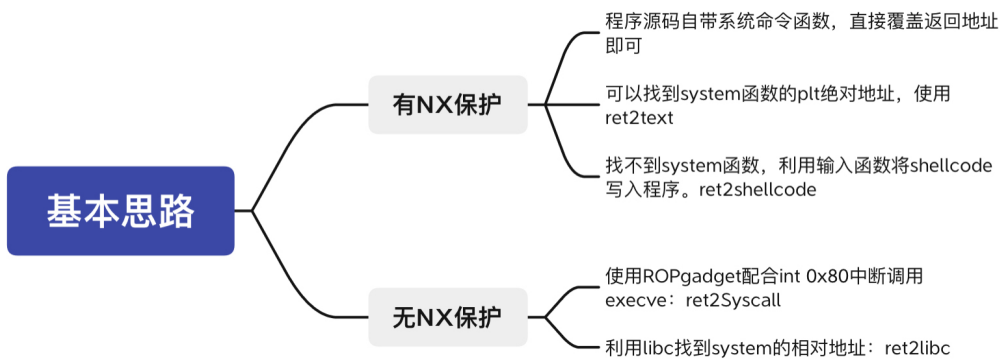 基本思路
有NX保护
程序源码自带系统命令函数，直接覆盖返回地址
即可
可以找到system函数的plt绝对地址，使用
ret2text
找不到system函数，利用输入函数将shellcode
写入程序。ret2shellcode
无NX保护
使用ROPgadget配合int 0x80中断调用
execve：ret2Syscall
利用libc找到system的相对地址：ret2libc